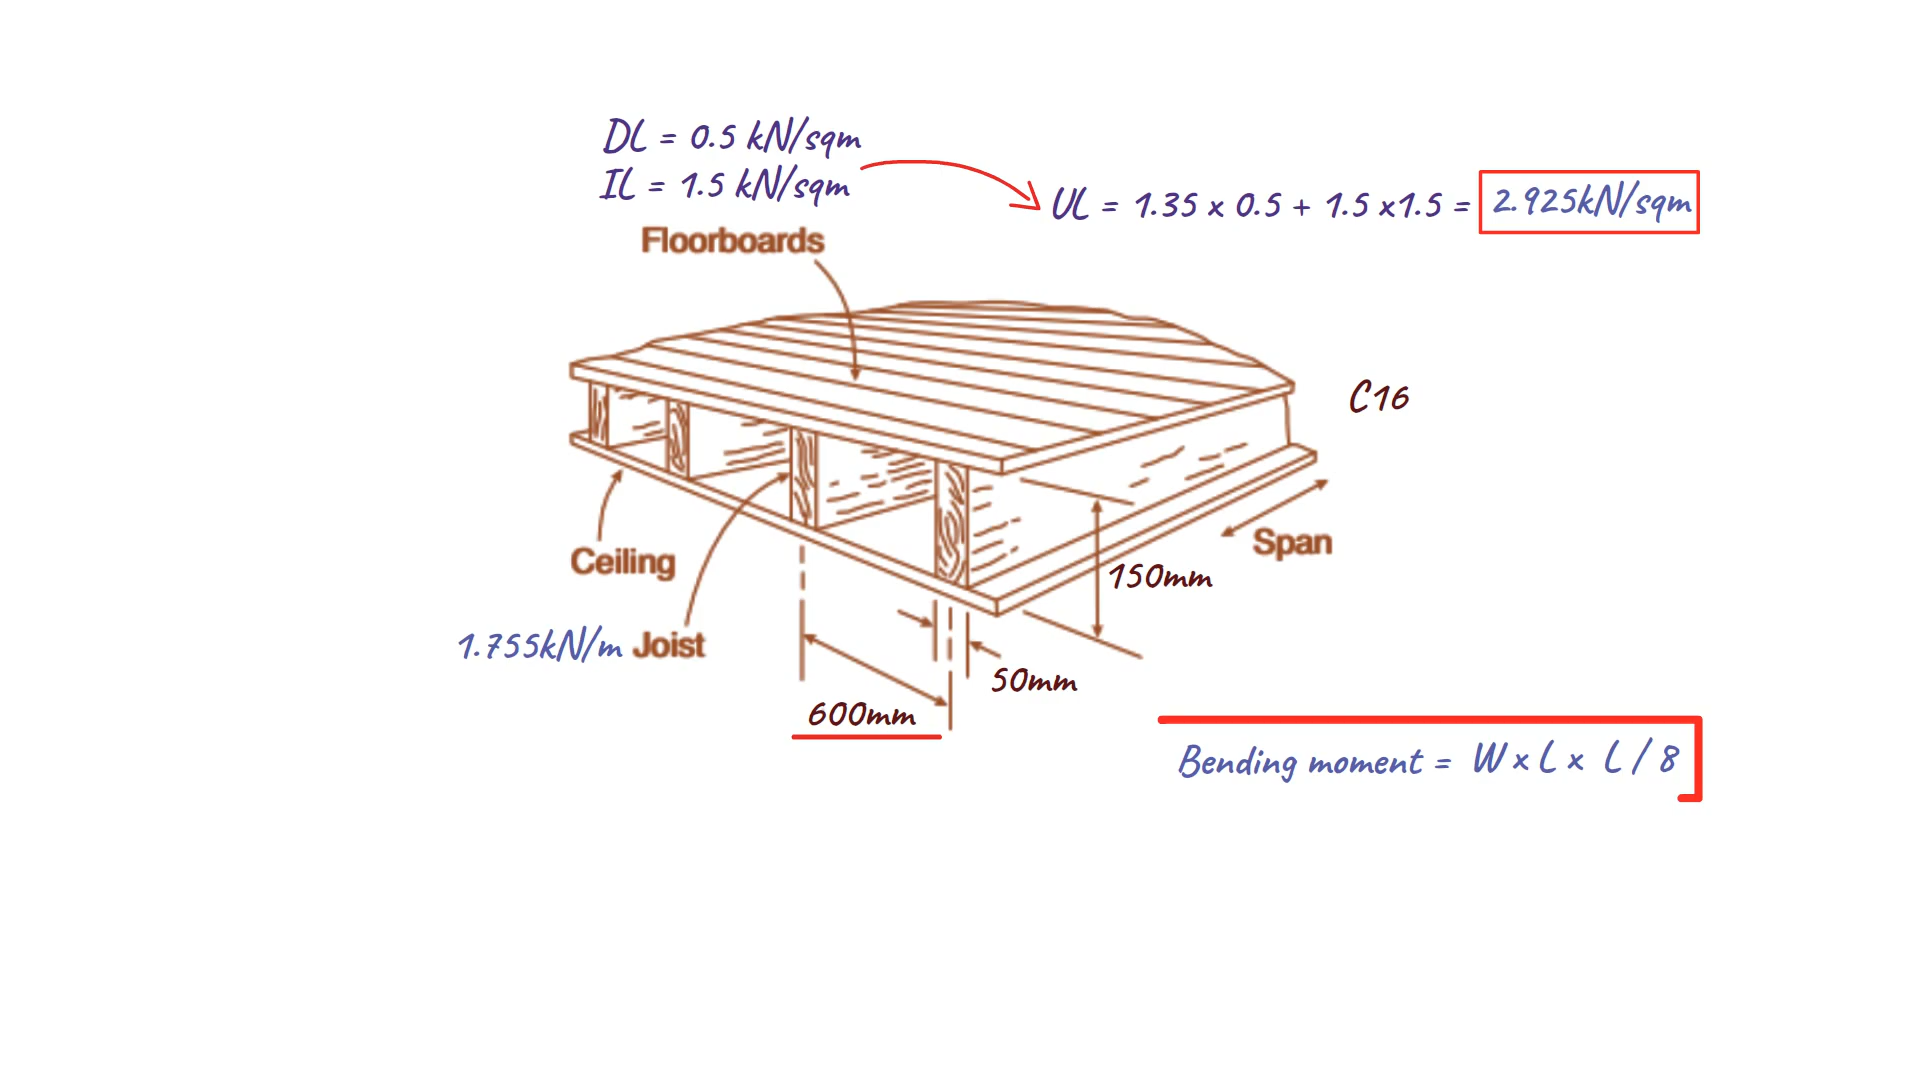 DL = 0.5 kN/sqm
IL = 1.5 kN/sqm
UL = 1.35 x 0.5 + 1.5 x1.5 = 2.925kN/sqm
Floorboards
C16
Span
Ceiling
150mm
1.755kN/m Joist
50mm
600mm
Bending moment = W x L x L / 8